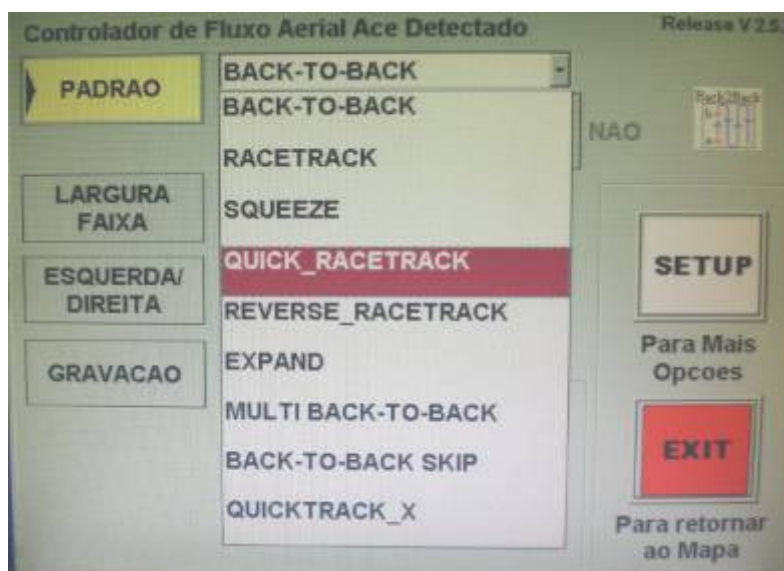 Controlador de Fluxo Aerial Ace Detectado
Release V 2.5.
PADRAO
BACK-TO-BACK
BACK-TO-BACK
RACETRACK
SQUEEZE
QUICK_RACETRACK
REVERSE_RACETRACK
EXPAND
MULTI BACK-TO-BACK
BACK-TO-BACK SKIP
QUICKTRACK_X
NAO
Back2Back
LARGURA
FAIXA
ESQUERDA/
DIREITA
GRAVACAO
SETUP
Para Mais
Opcoes
EXIT
Para retornar
ao Mapa